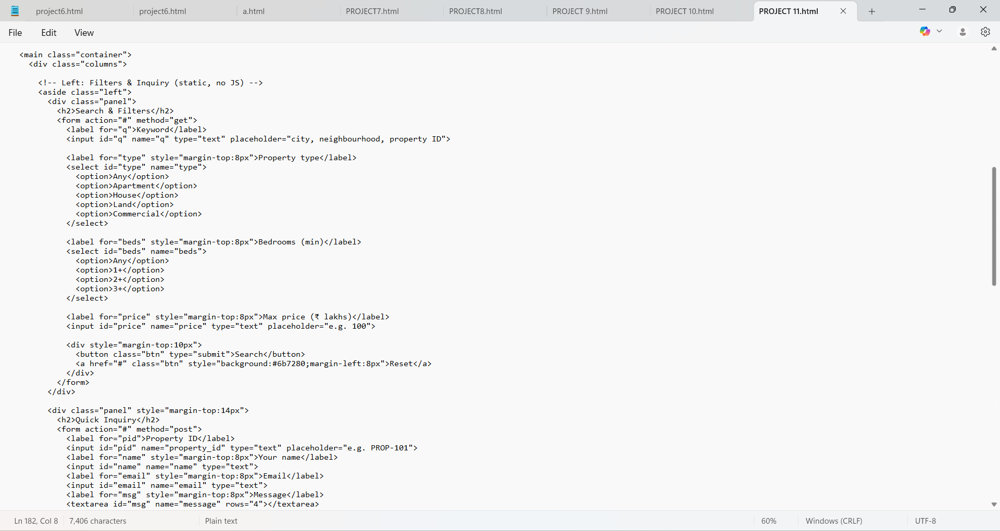 project6.html project6.html a.html PROJECT7.html PROJECT8.html PROJECT 9.html PROJECT 10.html PROJECT 11.html
File Edit View
<main class="container">
<div class="columns">
<!-- Left: Filters & Inquiry (static, no JS) -->
<aside class="left">
<div class="panel">
<h2>Search & Filters</h2>
<form action="#" method="get">
<label for="q">Keyword</label>
<input id="q" name="q" type="text" placeholder="city, neighbourhood, property ID">
<label for="type" style="margin-top:8px">Property type</label>
<select id="type" name="type">
<option>Any</option>
<option>Apartment</option>
<option>House</option>
<option>Land</option>
<option>Commercial</option>
</select>
<label for="beds" style="margin-top:8px">Bedrooms (min)</label>
<select id="beds" name="beds">
<option>Any</option>
<option>1+</option>
<option>2+</option>
<option>3+</option>
</select>
<label for="price" style="margin-top:8px">Max price (₹ lakhs)</label>
<input id="price" name="price" type="text" placeholder="e.g. 100">
<div style="margin-top:10px">
<button class="btn" type="submit">Search</button>
<a href="#" class="btn" style="background:#6b7280;margin-left:8px">Reset</a>
</div>
</form>
</div>
<div class="panel" style="margin-top:14px">
<h2>Quick Inquiry</h2>
<form action="#" method="post">
<label for="pid">Property ID</label>
<input id="pid" name="property_id" type="text" placeholder="e.g. PROP-101">
<label for="name" style="margin-top:8px">Your name</label>
<input id="name" name="name" type="text">
<label for="email" style="margin-top:8px">Email</label>
<input id="email" name="email" type="text">
<label for="msg" style="margin-top:8px">Message</label>
<textarea id="msg" name="message" rows="4"></textarea>
Ln 182, Col 8 7,406 characters Plain text 60% Windows (CRLF) UTF-8